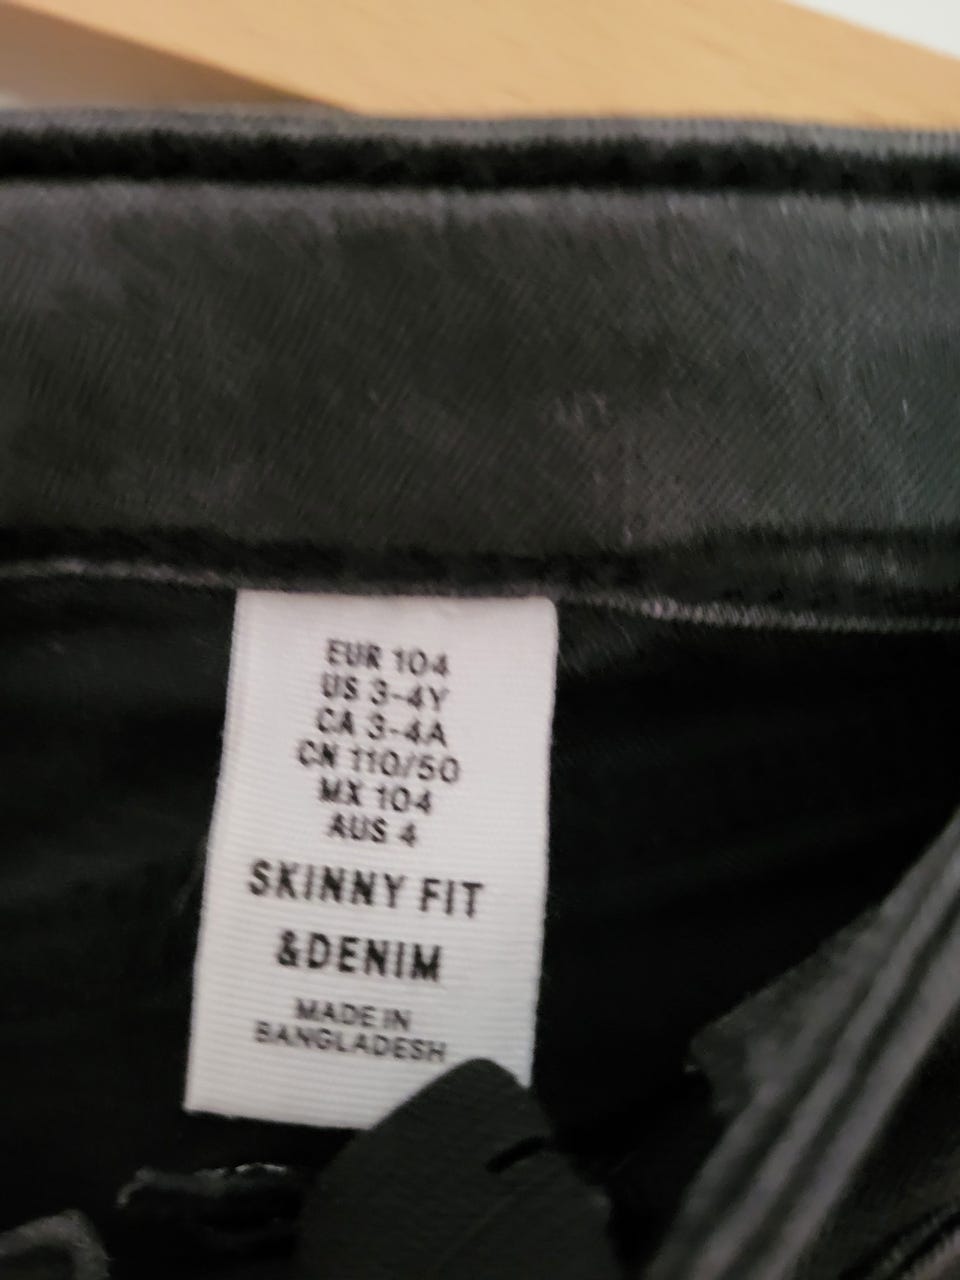 EUR 104
US 3-4Y
CA 3-4A
CN 110/50
MX 104
AUS 4
SKINNY FIT
&DENIM
MADE IN
BANGLADESH